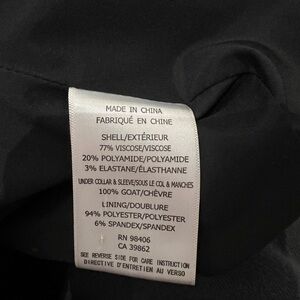 MADE IN CHINA
FABRIQUÉ EN CHINE
SHELL/EXTÉRIEUR
77% VISCOSE/VISCOSE
20% POLYAMIDE/POLYAMIDE
3% ELASTANE/ÉLASTHANNE
UNDER COLLAR & SLEEVE/SOUS LE COL & MANCHES
100% GOAT/CHÈVRE
LINING/DOUBLURE
94% POLYESTER/POLYESTER
6% SPANDEX/SPANDEX
RN 98406
CA 39862
SEE REVERSE SIDE FOR CARE INSTRUCTION
DIRECTIVE D'ENTRETIEN AU VERSO